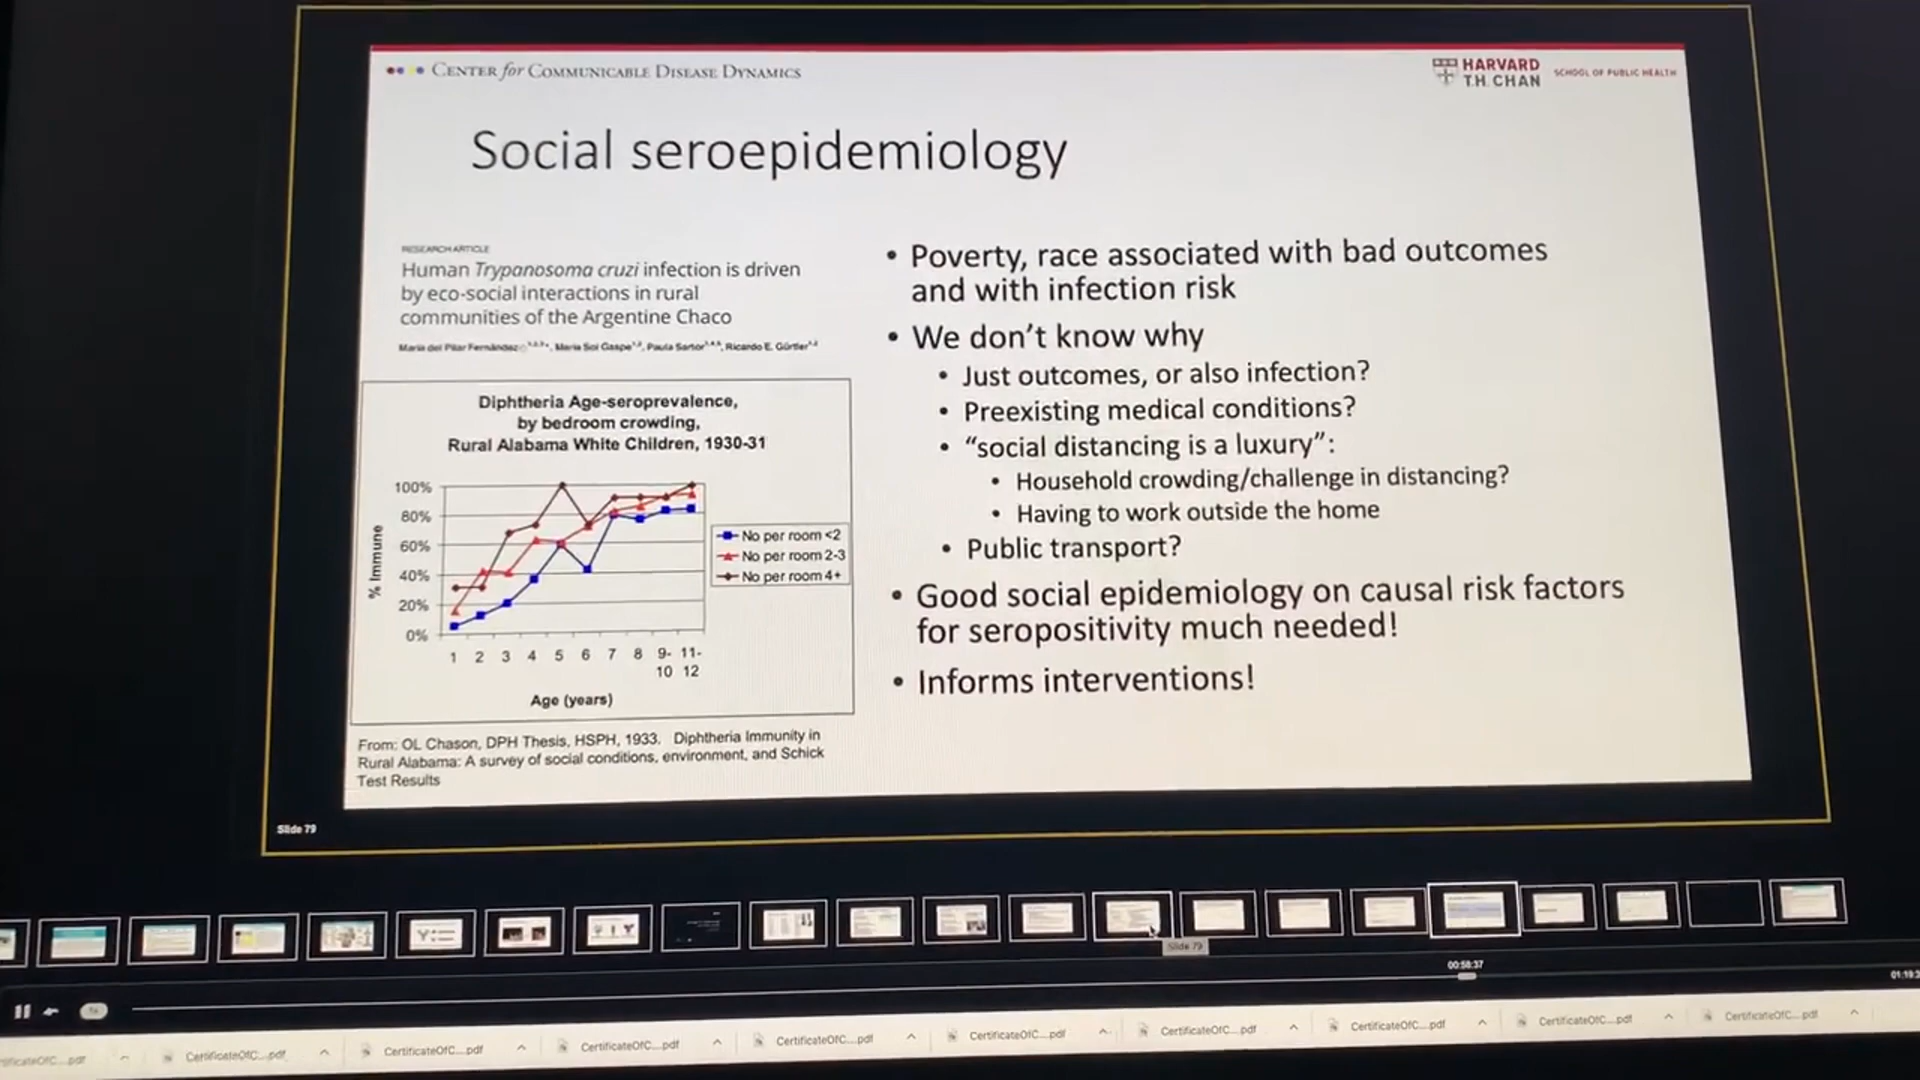 CENTER for COMMUNICABLE DISEASE DYNAMICS
HARVARD
T.H. CHAN
SCHOOL OF PUBLIC HEALTH
Social seroepidemiology
RESEARCH ARTICLE
Human Trypanosoma cruzi infection is driven
by eco-social interactions in rural
communities of the Argentine Chaco
María del Pilar Fernández, María Sol Gaspe, Paula Sartor, Ricardo E. Gürtler
Diphtheria Age-seroprevalence,
by bedroom crowding,
Rural Alabama White Children, 1930-31
% Immune
100%
80%
60%
40%
20%
0%
1 2 3 4 5 6 7 8 9-10 11-12
Age (years)
No per room <2
No per room 2-3
No per room 4+
From: OL Chason, DPH Thesis, HSPH, 1933. Diphtheria Immunity in
Rural Alabama: A survey of social conditions, environment, and Schick
Test Results
• Poverty, race associated with bad outcomes
and with infection risk
• We don’t know why
• Just outcomes, or also infection?
• Preexisting medical conditions?
• “social distancing is a luxury”:
• Household crowding/challenge in distancing?
• Having to work outside the home
• Public transport?
• Good social epidemiology on causal risk factors
for seropositivity much needed!
• Informs interventions!
Slide 79
Slide 79
00:58:37
CertificateOfC....pdf
CertificateOfC....pdf
CertificateOfC....pdf
CertificateOfC....pdf
CertificateOfC....pdf
CertificateOfC....pdf
CertificateOfC....pdf
CertificateOfC....pdf
CertificateOfC....pdf